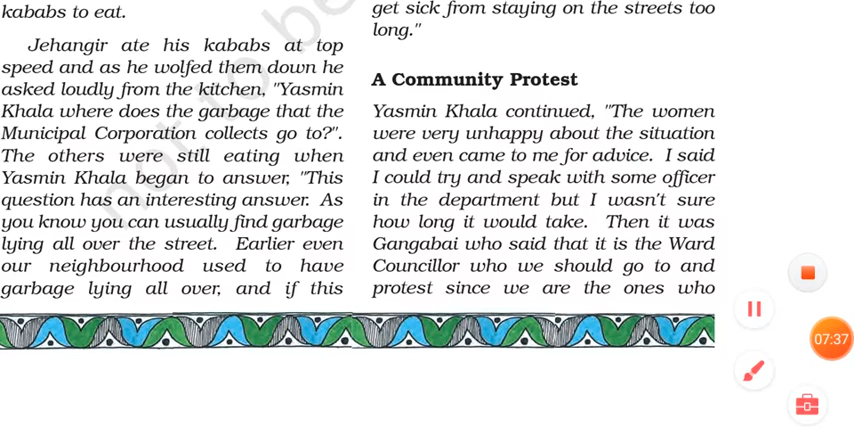 kababs to eat.
Jehangir ate his kababs at top
speed and as he wolfed them down he
asked loudly from the kitchen, "Yasmin
Khala where does the garbage that the
Municipal Corporation collects go to?".
The others were still eating when
Yasmin Khala began to answer, "This
question has an interesting answer. As
you know you can usually find garbage
lying all over the street. Earlier even
our neighbourhood used to have
garbage lying all over, and if this
get sick from staying on the streets too
long."
A Community Protest
Yasmin Khala continued, "The women
were very unhappy about the situation
and even came to me for advice. I said
I could try and speak with some officer
in the department but I wasn't sure
how long it would take. Then it was
Gangabai who said that it is the Ward
Councillor who we should go to and
protest since we are the ones who
not to be
07:37